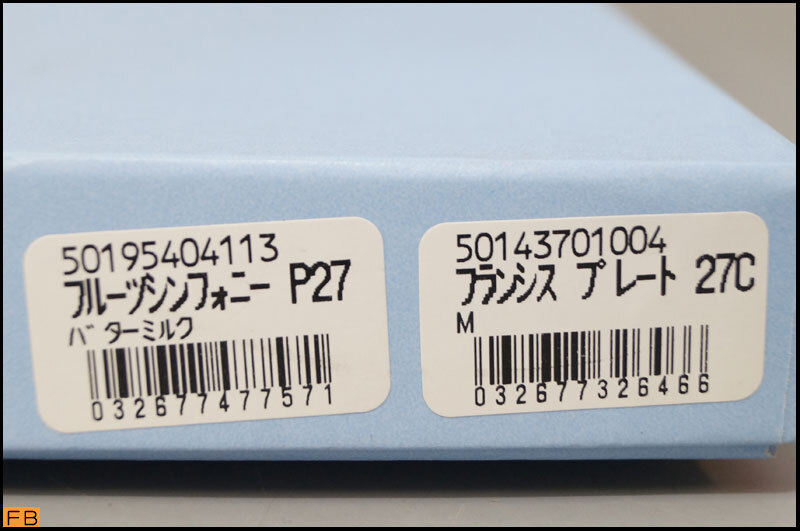 50195404113
フルーツシンフォニー P27
バターミルク
032677477571
50143701004
フランシス プレート 27C
M
032677326466
FB